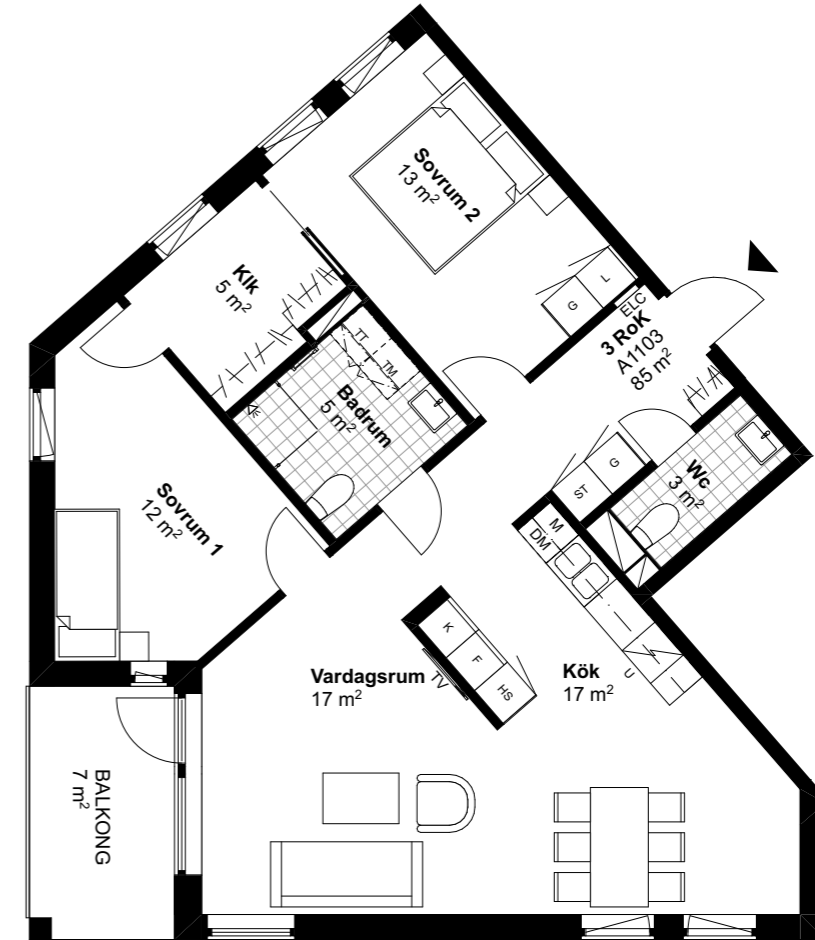 Sovrum 2
13 m²
Klk
5 m²
G
L
ELC
3 RoK
A1103
85 m²
TT
TM
Badrum
5 m²
Wc
3 m²
G
ST
Sovrum 1
12 m²
M
DM
K
F
HS
TV
U
Vardagsrum
17 m²
Kök
17 m²
BALKONG
7 m²